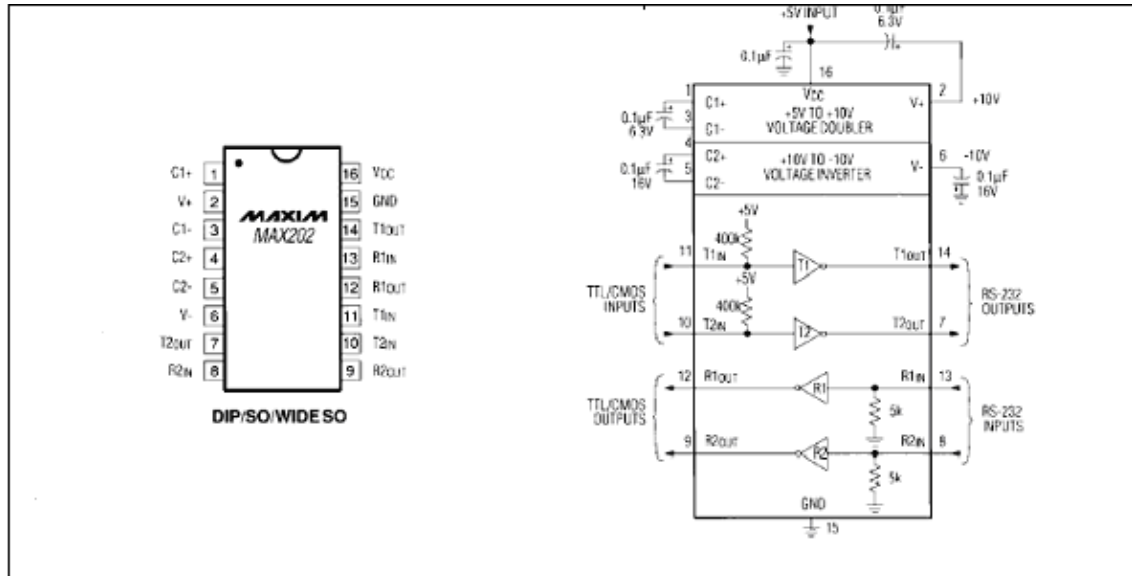 C1+ 1
V+ 2
C1- 3
C2+ 4
C2- 5
V- 6
T2OUT 7
R2IN 8
MAXIM
MAX202
16 VCC
15 GND
14 T1OUT
13 R1IN
12 R1OUT
11 T1IN
10 T2IN
9 R2OUT
DIP/SO/WIDE SO
+5V INPUT
0.1µF
6.3V
0.1µF
16
1
C1+
VCC
V+
2
+10V
0.1µF
6.3V
3
C1-
+5V TO +10V
VOLTAGE DOUBLER
4
C2+
0.1µF
16V
5
C2-
+10V TO -10V
VOLTAGE INVERTER
V-
6
-10V
0.1µF
16V
+5V
400k
11
T1IN
T1
T1OUT
14
+5V
400k
TTL/CMOS
INPUTS
RS-232
OUTPUTS
10
T2IN
T2
T2OUT
7
12
R1OUT
R1
R1IN
13
5k
TTL/CMOS
OUTPUTS
RS-232
INPUTS
9
R2OUT
R2
R2IN
8
5k
GND
15